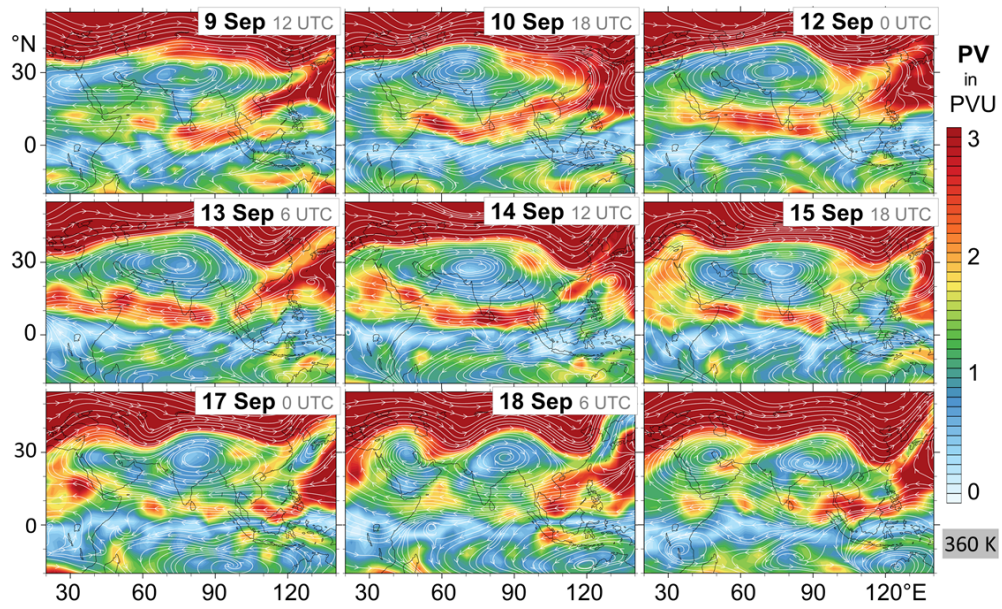 9 Sep 12 UTC
10 Sep 18 UTC
12 Sep 0 UTC
°N
30
0
PV
in
PVU
3
2
1
0
13 Sep 6 UTC
14 Sep 12 UTC
15 Sep 18 UTC
30
0
17 Sep 0 UTC
18 Sep 6 UTC
30
0
360 K
30
60
90
30
60
90
30
60
90
120°E